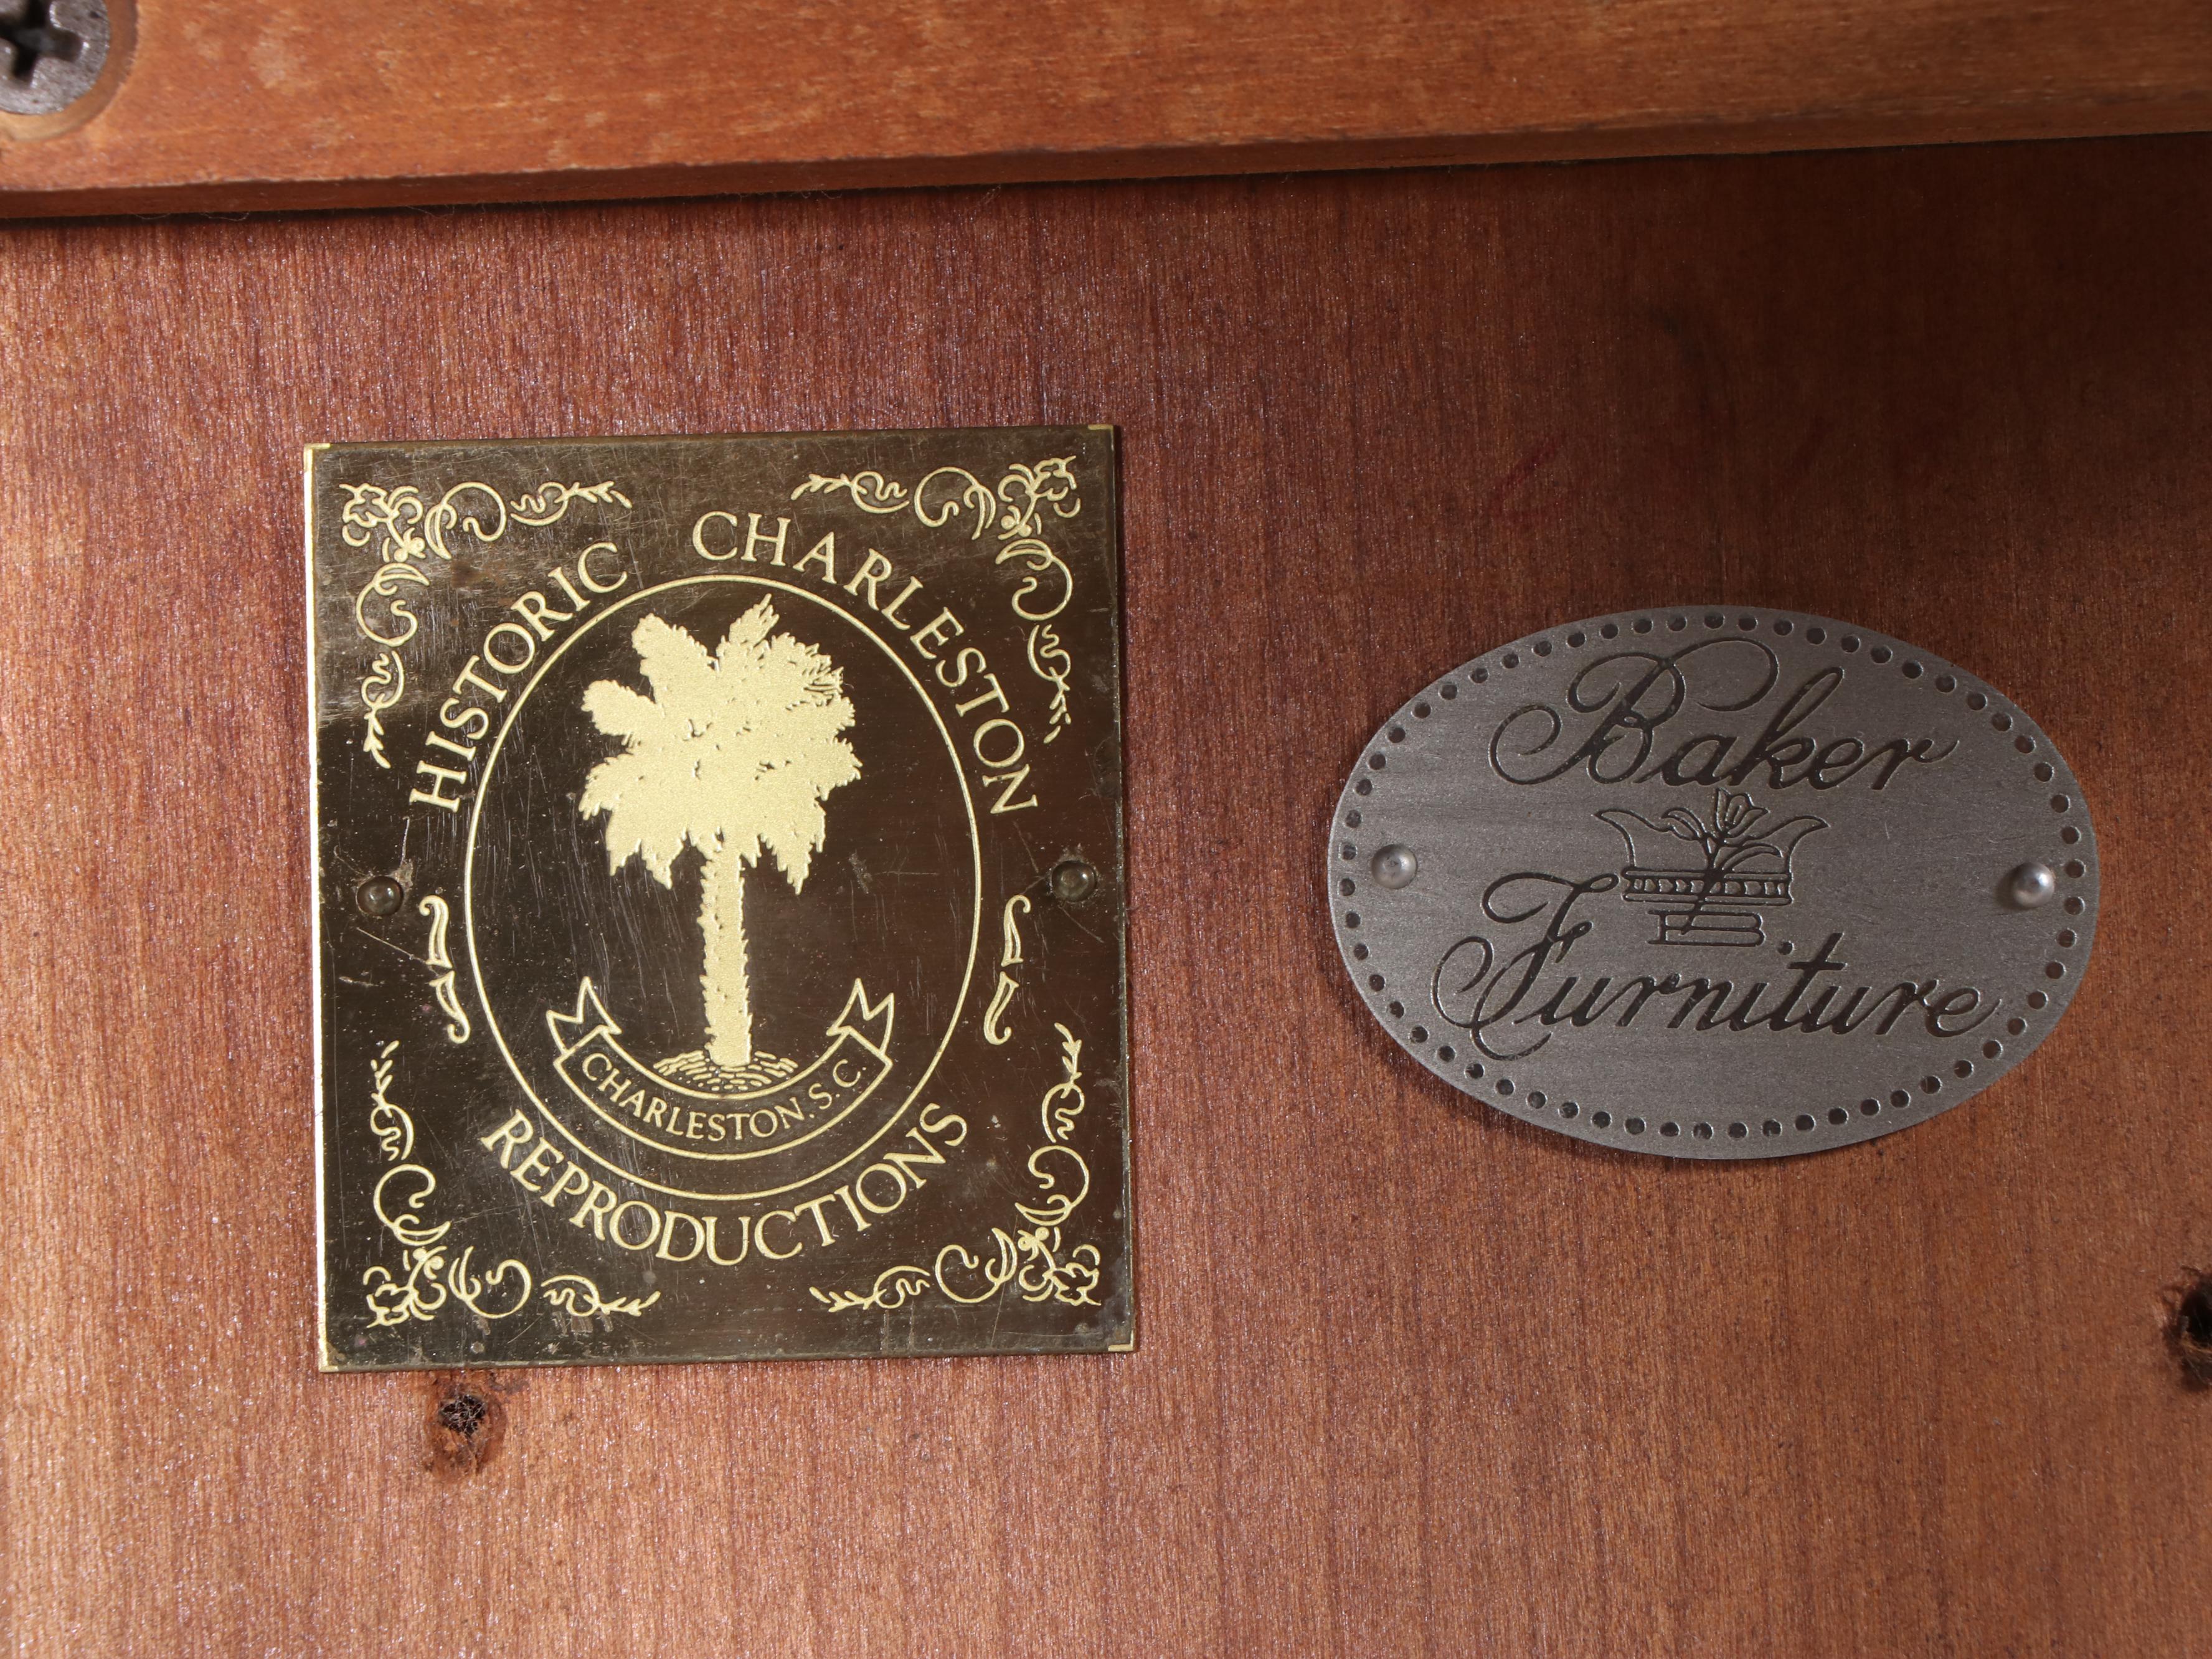 HISTORIC CHARLESTON
CHARLESTON. S. C.
REPRODUCTIONS
Baker
Furniture